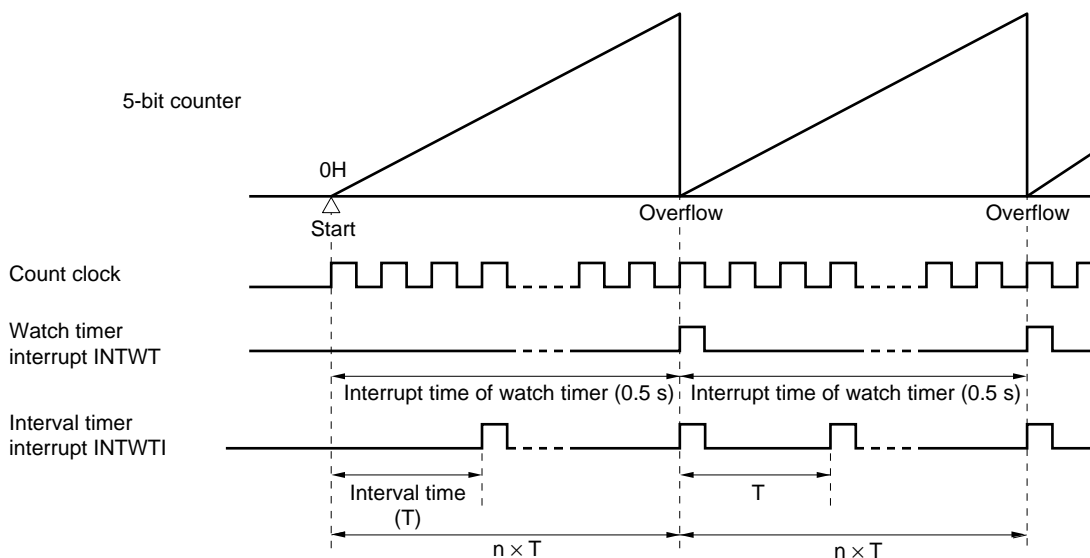 5-bit counter
0H
Start
Overflow
Overflow
Count clock
Watch timer
interrupt INTWT
Interrupt time of watch timer (0.5 s)
Interrupt time of watch timer (0.5 s)
Interval timer
interrupt INTWTI
Interval time
(T)
T
n × T
n × T